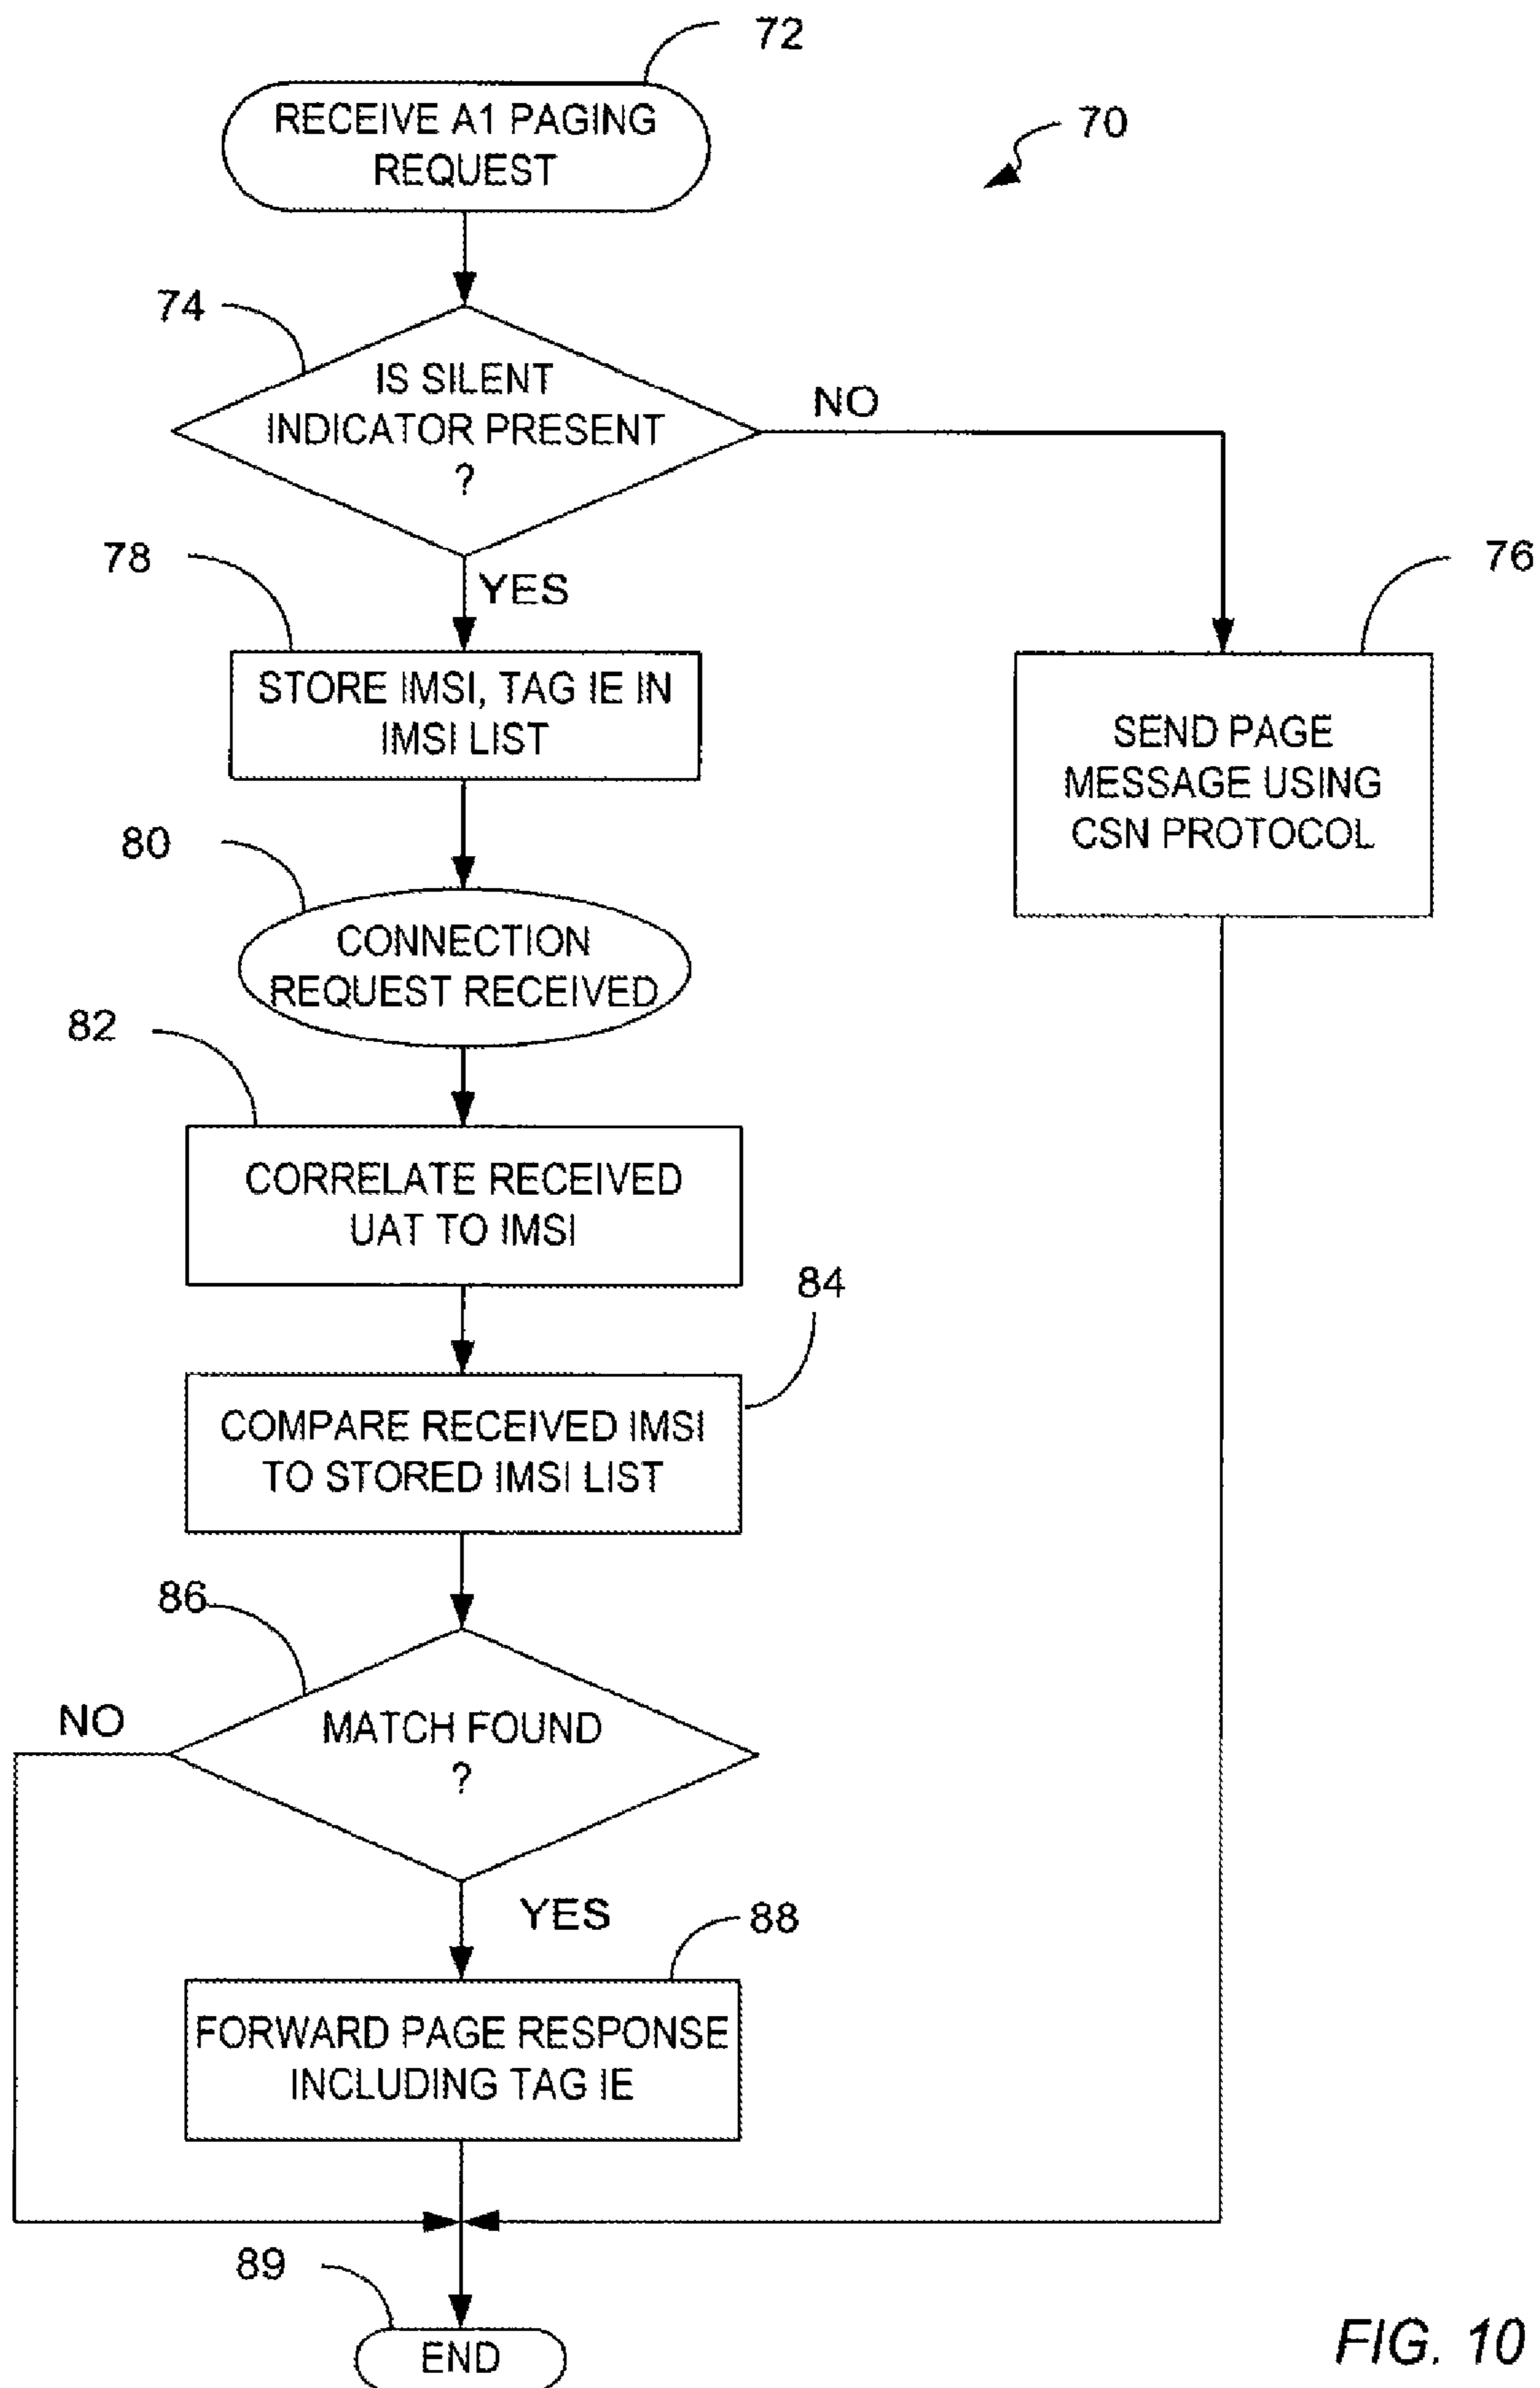 72
RECEIVE A1 PAGING
REQUEST
70
74
IS SILENT
INDICATOR PRESENT
?
NO
YES
78
STORE IMSI, TAG IE IN
IMSI LIST
76
SEND PAGE
MESSAGE USING
CSN PROTOCOL
80
CONNECTION
REQUEST RECEIVED
82
CORRELATE RECEIVED
UAT TO IMSI
84
COMPARE RECEIVED IMSI
TO STORED IMSI LIST
86
NO
MATCH FOUND
?
YES
88
FORWARD PAGE RESPONSE
INCLUDING TAG IE
89
END
FIG. 10